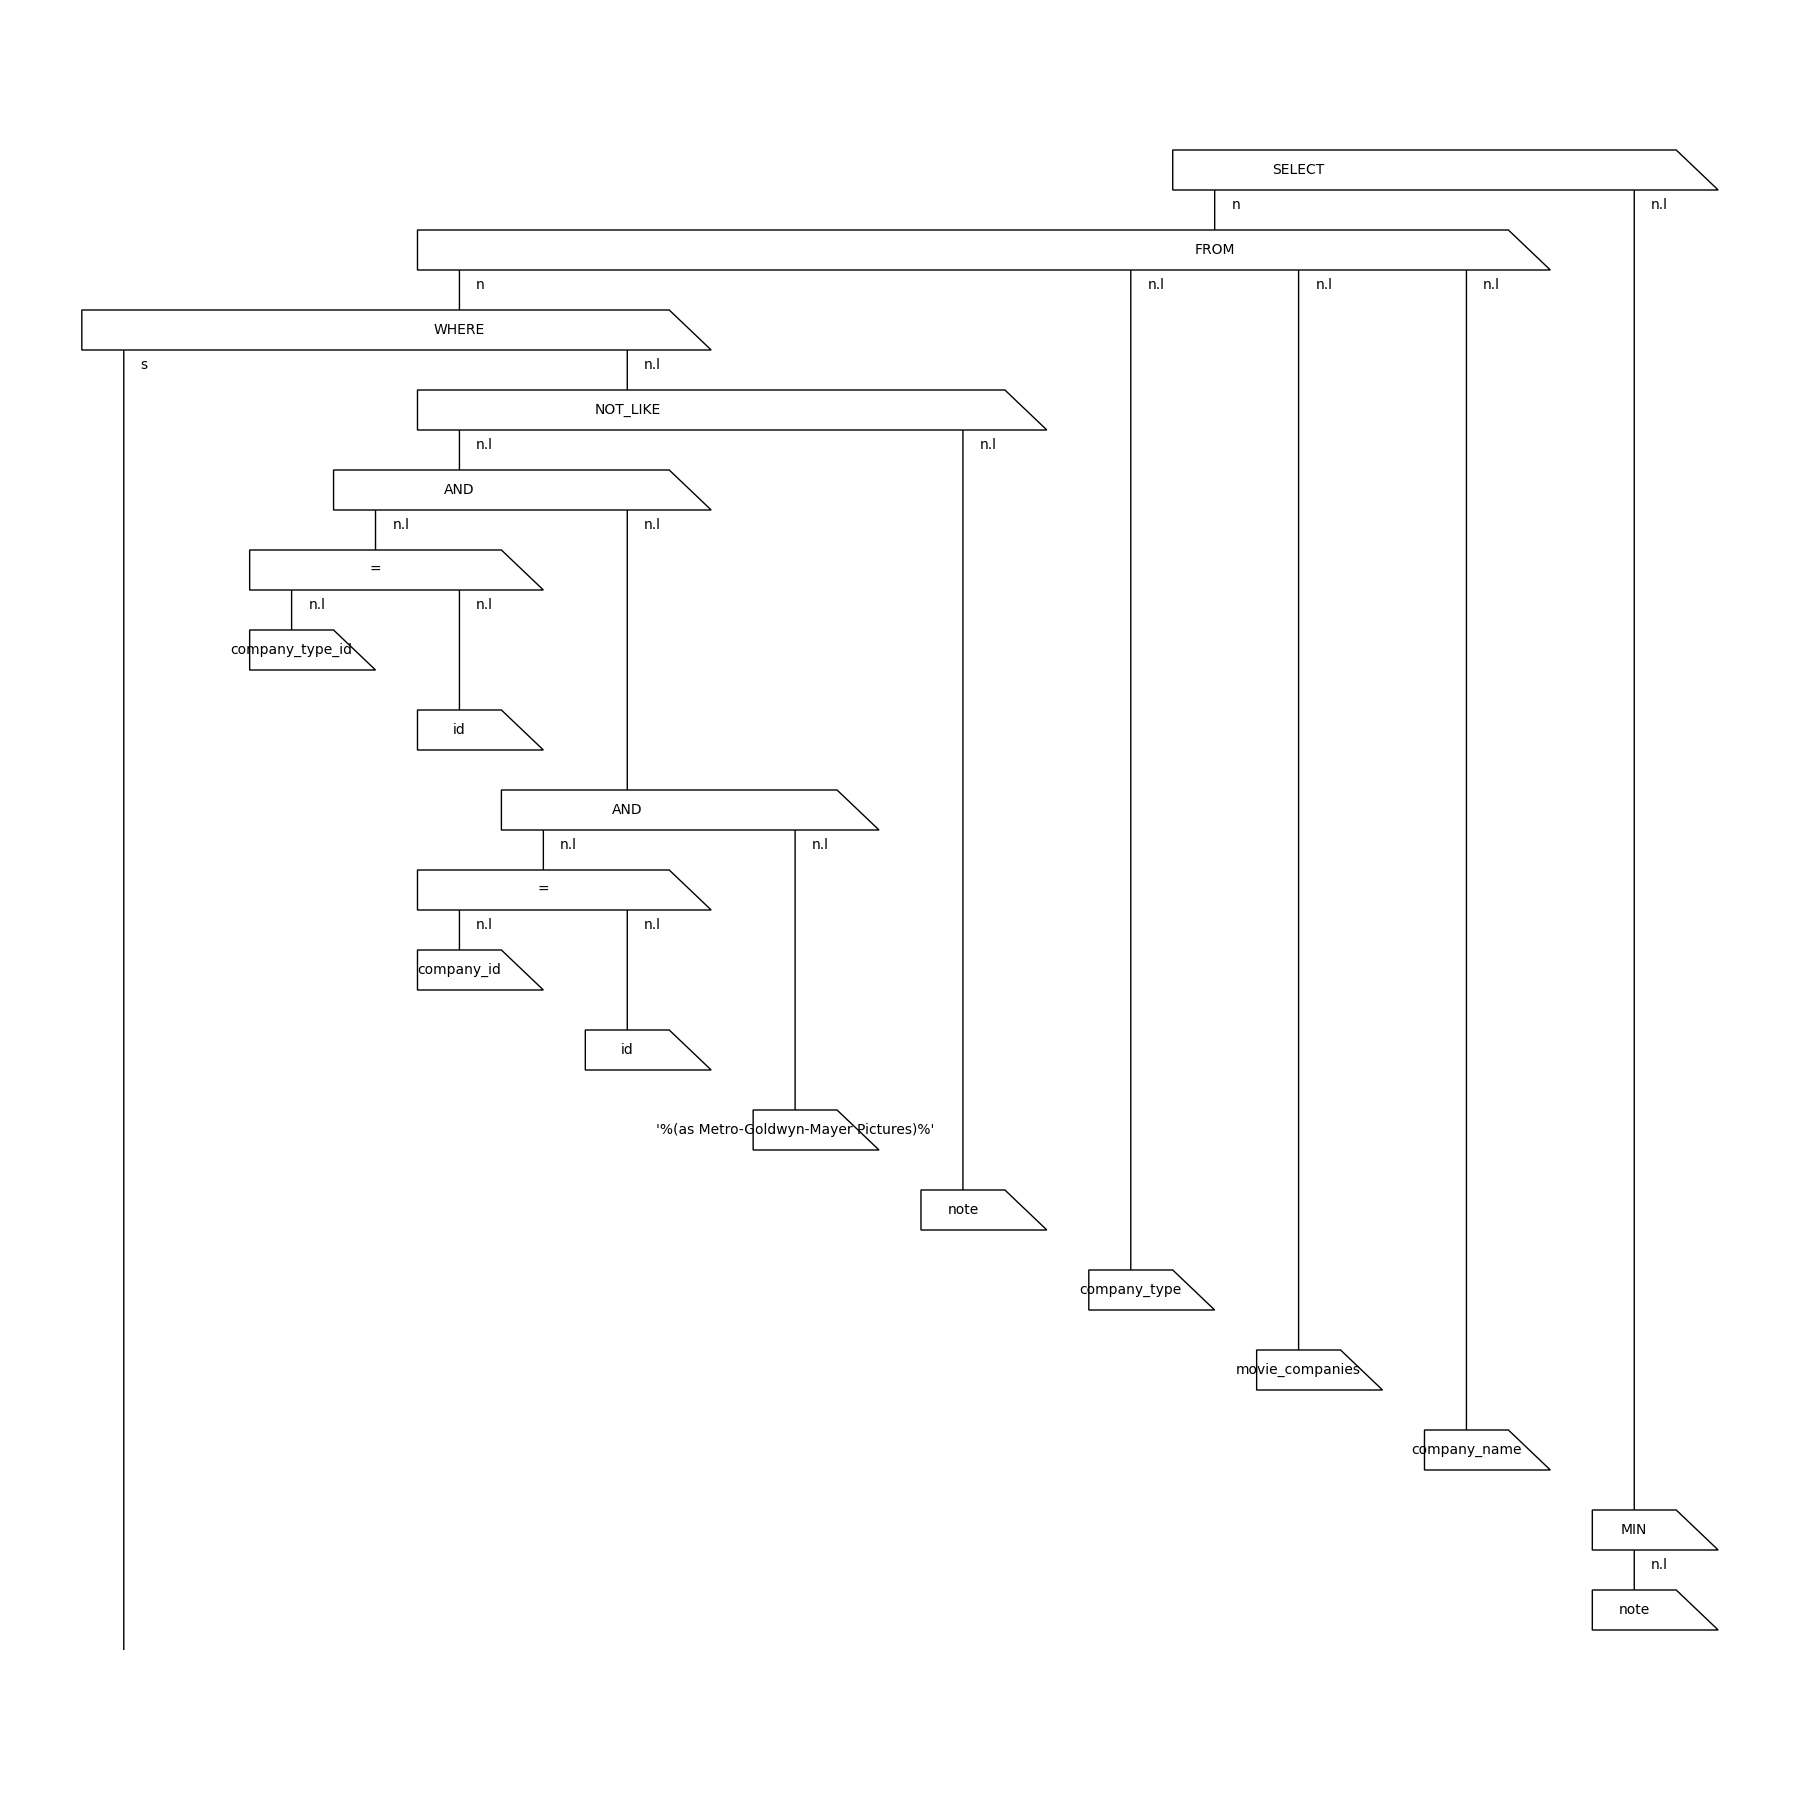 SELECT
n n.l
FROM
n n.l n.l n.l
WHERE
s n.l
NOT_LIKE
n.l n.l
AND
n.l n.l
=
n.l n.l
company_type_id
id
AND
n.l n.l
=
n.l n.l
company_id
id
'%(as Metro-Goldwyn-Mayer Pictures)%'
note
company_type
movie_companies
company_name
MIN
n.l
note